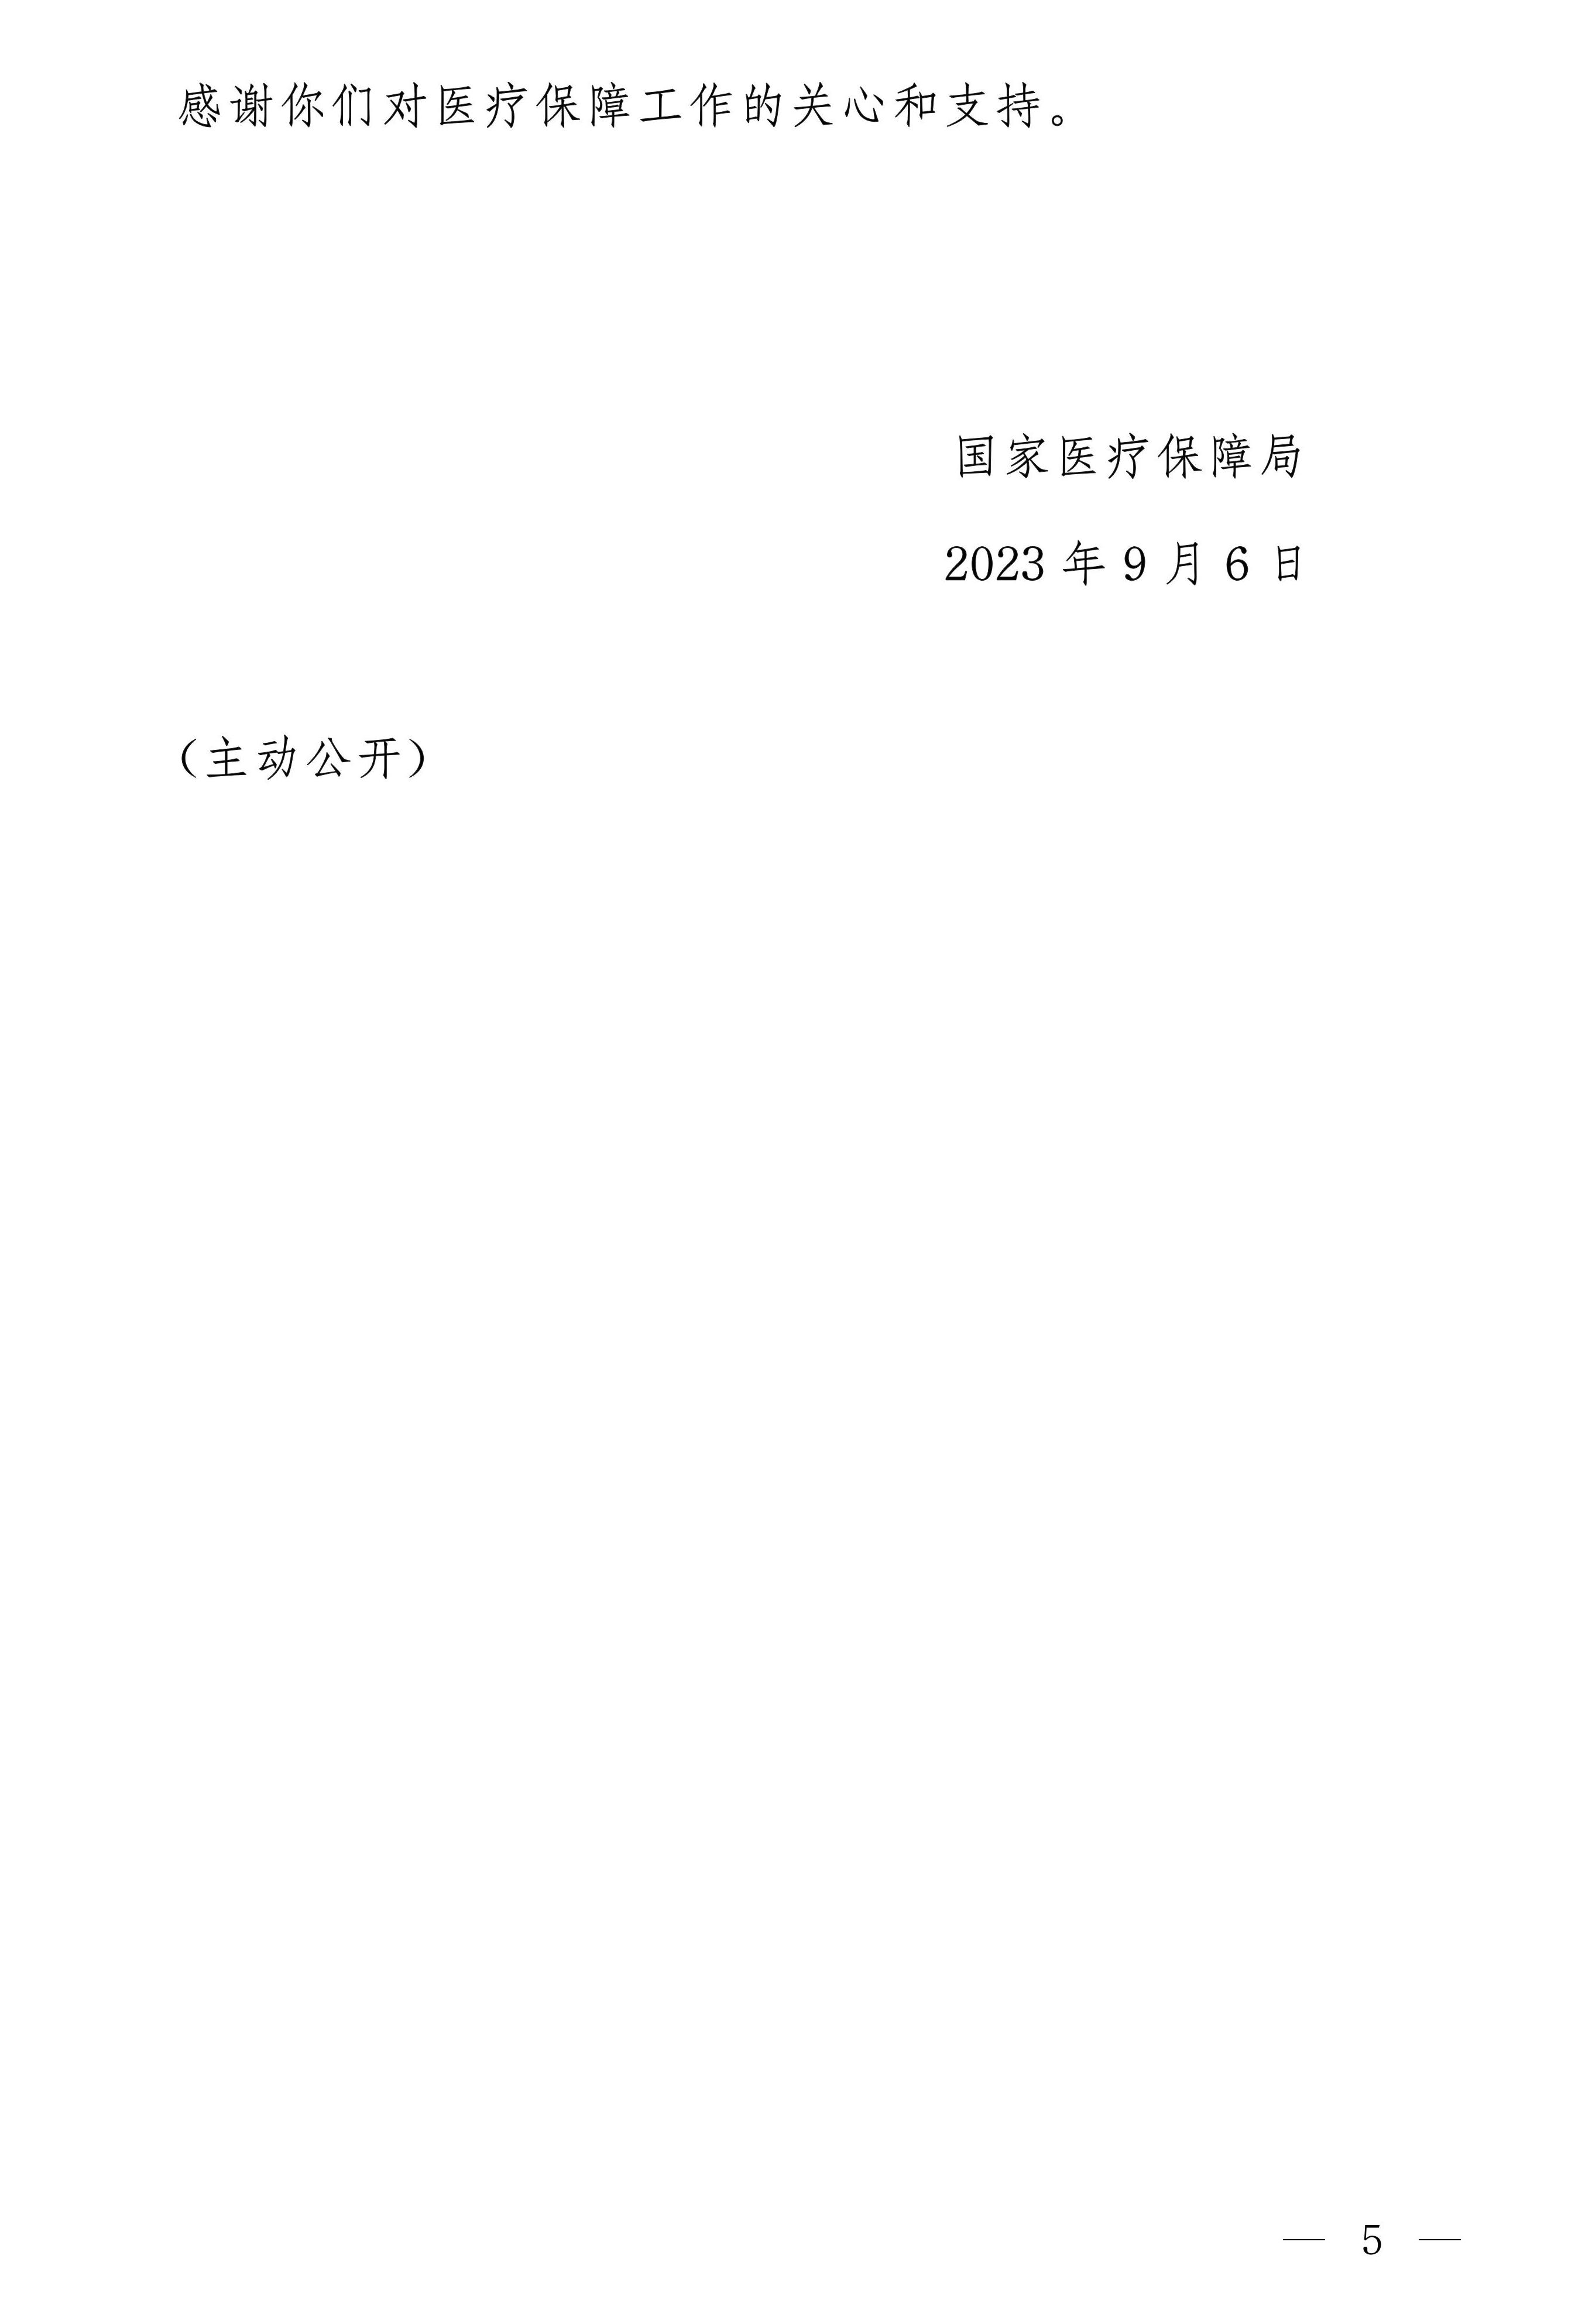 感谢你们对医疗保障工作的关心和支持。
国家医疗保障局
2023 年 9 月 6 日
（主动公开）
— 5 —